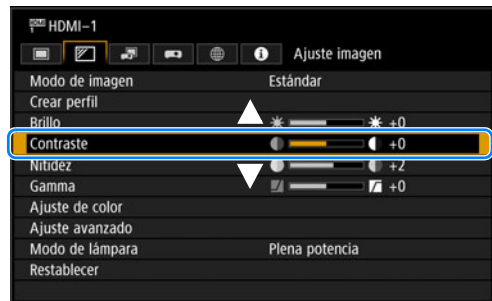 HDMI-1
Ajuste imagen
Modo de imagen Estándar
Crear perfil
Brillo +0
Contraste +0
Nitidez +2
Gamma +0
Ajuste de color
Ajuste avanzado
Modo de lámpara Plena potencia
Restablecer